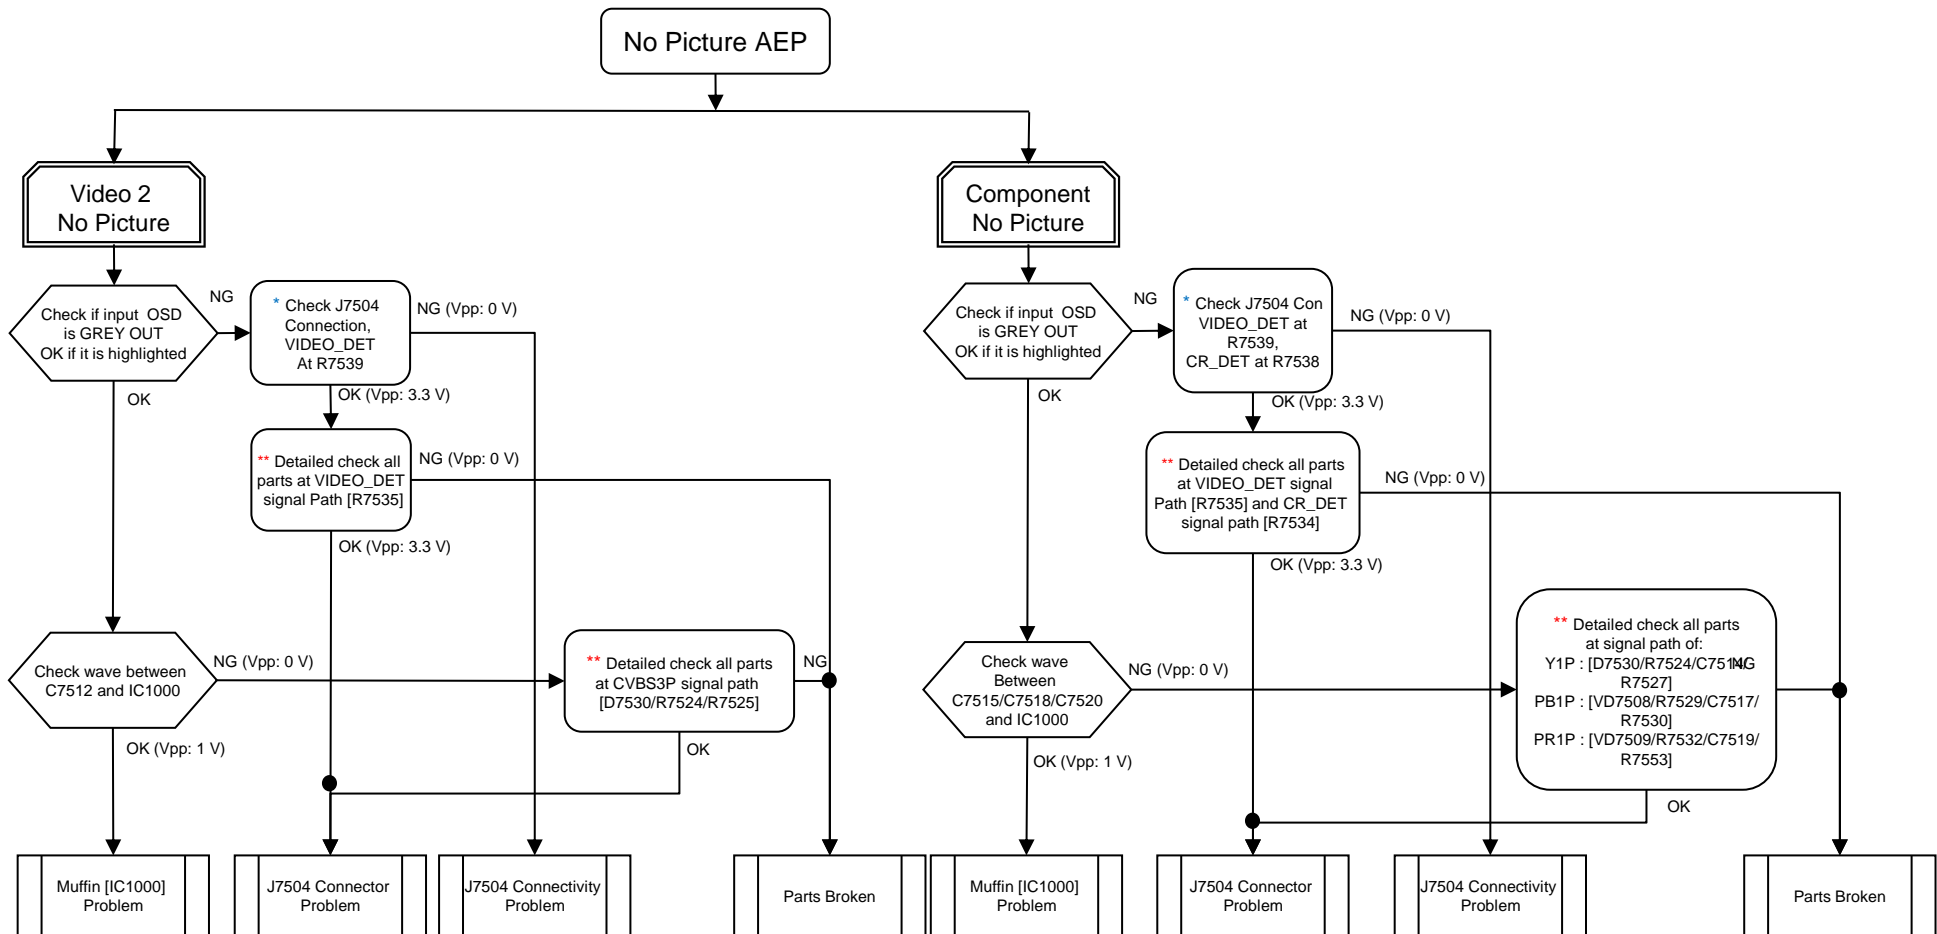 No Picture AEP
Video 2
No Picture
Component
No Picture
Check if input OSD
is GREY OUT
OK if it is highlighted
NG
* Check J7504
Connection,
VIDEO_DET
At R7539
NG (Vpp: 0 V)
OK
OK (Vpp: 3.3 V)
** Detailed check all
parts at VIDEO_DET
signal Path [R7535]
NG (Vpp: 0 V)
OK (Vpp: 3.3 V)
Check wave between
C7512 and IC1000
NG (Vpp: 0 V)
** Detailed check all parts
at CVBS3P signal path
[D7530/R7524/R7525]
NG
OK (Vpp: 1 V)
OK
Muffin [IC1000]
Problem
J7504 Connector
Problem
J7504 Connectivity
Problem
Parts Broken
Check if input OSD
is GREY OUT
OK if it is highlighted
NG
* Check J7504 Con
VIDEO_DET at
R7539,
CR_DET at R7538
NG (Vpp: 0 V)
OK
OK (Vpp: 3.3 V)
** Detailed check all parts
at VIDEO_DET signal
Path [R7535] and CR_DET
signal path [R7534]
NG (Vpp: 0 V)
OK (Vpp: 3.3 V)
Check wave
Between
C7515/C7518/C7520
and IC1000
NG (Vpp: 0 V)
** Detailed check all parts
at signal path of:
Y1P : [D7530/R7524/C7514/
R7527]
PB1P : [VD7508/R7529/C7517/
R7530]
PR1P : [VD7509/R7532/C7519/
R7553]
NG
OK (Vpp: 1 V)
OK
Muffin [IC1000]
Problem
J7504 Connector
Problem
J7504 Connectivity
Problem
Parts Broken